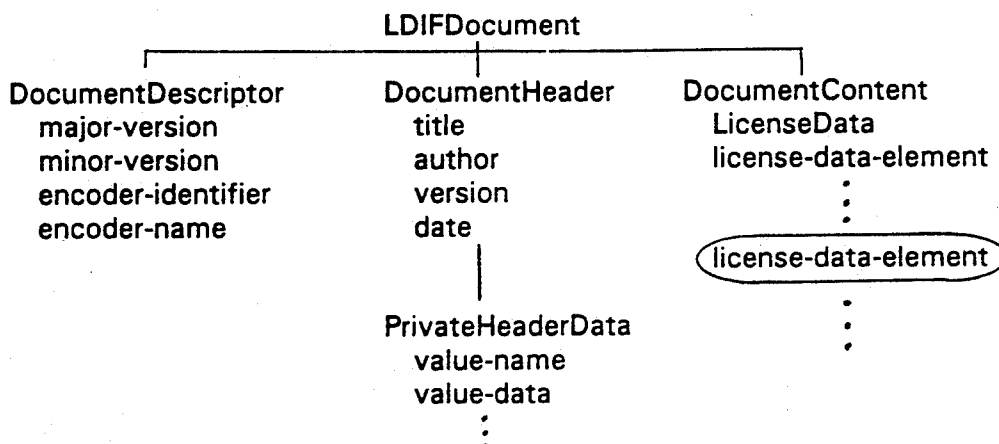 LDIFDocument
DocumentDescriptor
major-version
minor-version
encoder-identifier
encoder-name
DocumentHeader
title
author
version
date
PrivateHeaderData
value-name
value-data
DocumentContent
LicenseData
license-data-element
license-data-element